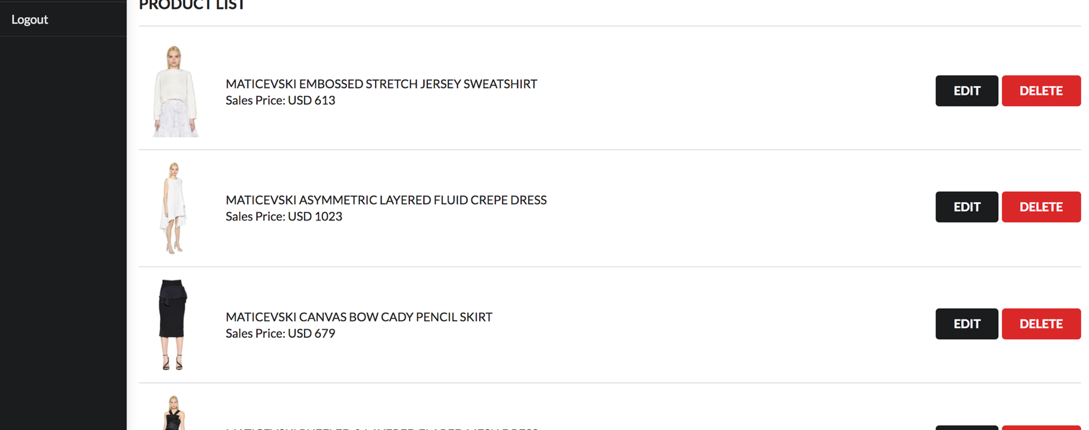 PRODUCT LIST
Logout
MATICEVSKI EMBOSSED STRETCH JERSEY SWEATSHIRT
Sales Price: USD 613
EDIT
DELETE
MATICEVSKI ASYMMETRIC LAYERED FLUID CREPE DRESS
Sales Price: USD 1023
EDIT
DELETE
MATICEVSKI CANVAS BOW CADY PENCIL SKIRT
Sales Price: USD 679
EDIT
DELETE